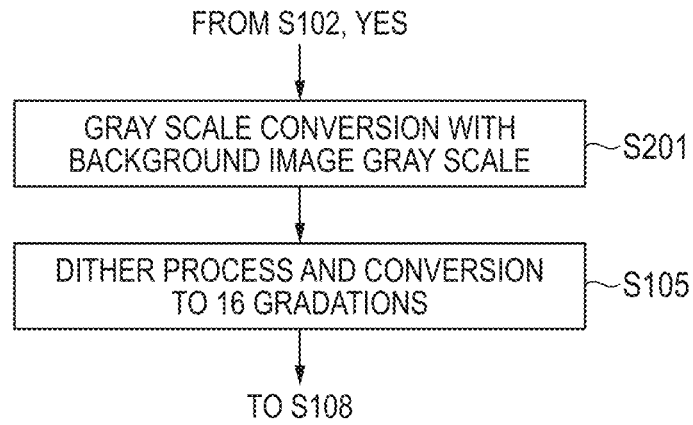 FROM S102, YES
GRAY SCALE CONVERSION WITH
BACKGROUND IMAGE GRAY SCALE
S201
DITHER PROCESS AND CONVERSION
TO 16 GRADATIONS
S105
TO S108